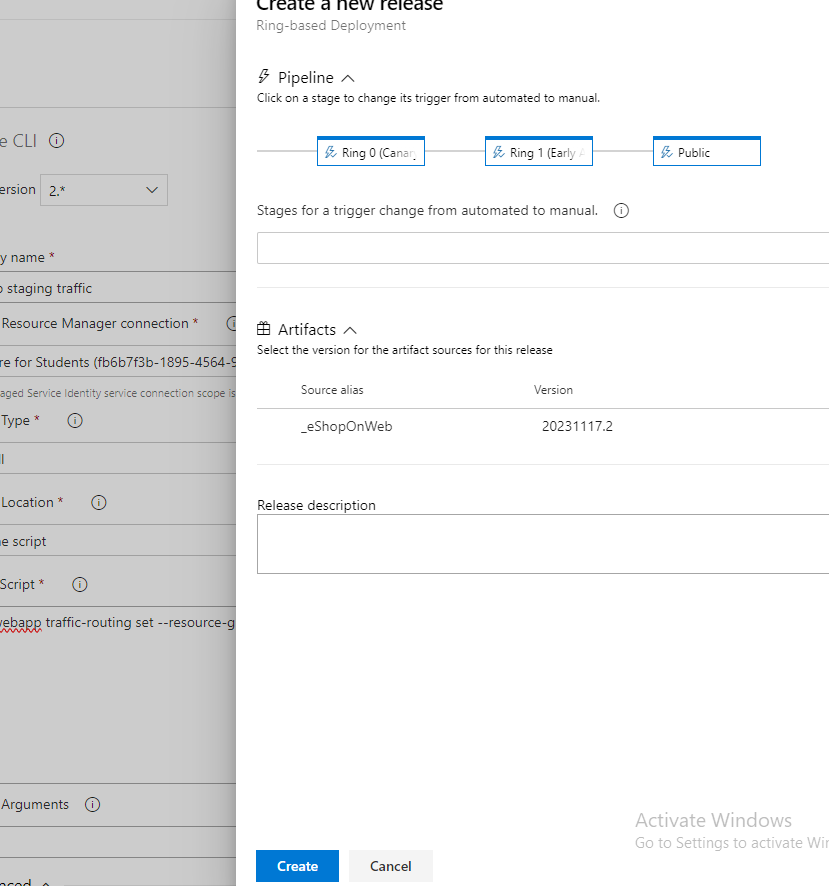 Create a new release
Ring-based Deployment
Pipeline
Click on a stage to change its trigger from automated to manual.
Ring 0 (Canar
Ring 1 (Early
Public
Stages for a trigger change from automated to manual.
Artifacts
Select the version for the artifact sources for this release
Source alias
Version
_eShopOnWeb
20231117.2
Release description
Create
Cancel
e CLI
ersion
2.*
y name *
o staging traffic
Resource Manager connection *
re for Students (fb6b7f3b-1895-4564-9
aged Service Identity service connection scope is
Type *
ll
Location *
e script
Script *
ebapp traffic-routing set --resource-g
Arguments
nced
Activate Windows
Go to Settings to activate Win